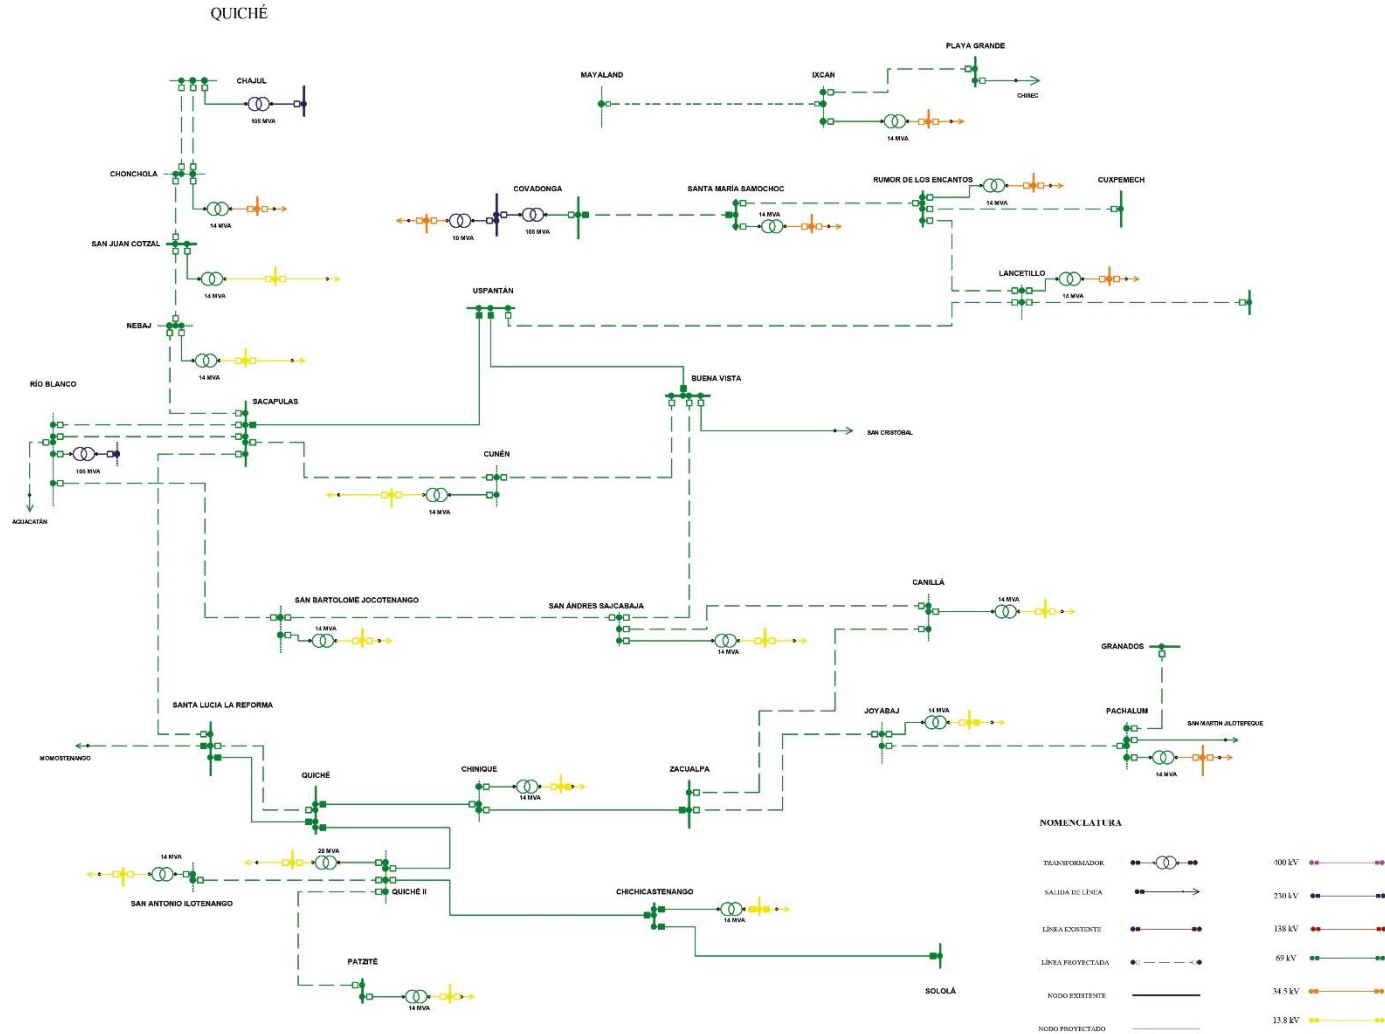 QUICHÉ
PLAYA GRANDE
CHAJUL
MAYALAND
IXCAN
CHISEC
105 MVA
14 MVA
CHONCHOLA
COVADONGA
SANTA MARÍA SAMOCHOC
RUMOR DE LOS ENCANTOS
CUXPEMECH
14 MVA
14 MVA
14 MVA
10 MVA
105 MVA
SAN JUAN COTZAL
LANCETILLO
14 MVA
14 MVA
USPANTÁN
NEBAJ
14 MVA
BUENA VISTA
RÍO BLANCO
SACAPULAS
SAN CRISTÓBAL
CUNÉN
105 MVA
14 MVA
AGUACATÁN
CANILLÁ
SAN BARTOLOMÉ JOCOTENANGO
SAN ÁNDRES SAJCABAJA
14 MVA
14 MVA
14 MVA
GRANADOS
SANTA LUCIA LA REFORMA
JOYABAJ
14 MVA
PACHALUM
SAN MARTIN JILOTEPEQUE
MOMOSTENANGO
14 MVA
QUICHÉ
CHINIQUE
ZACUALPA
14 MVA
NOMENCLATURA
28 MVA
14 MVA
TRANSFORMADOR
400 kV
QUICHÉ II
CHICHICASTENANGO
SALIDA DE LÍNEA
230 kV
SAN ANTONIO ILOTENANGO
14 MVA
LÍNEA EXISTENTE
138 kV
PATZITÉ
LÍNEA PROYECTADA
69 kV
SOLOLÁ
NODO EXISTENTE
34.5 kV
14 MVA
NODO PROYECTADO
13.8 kV